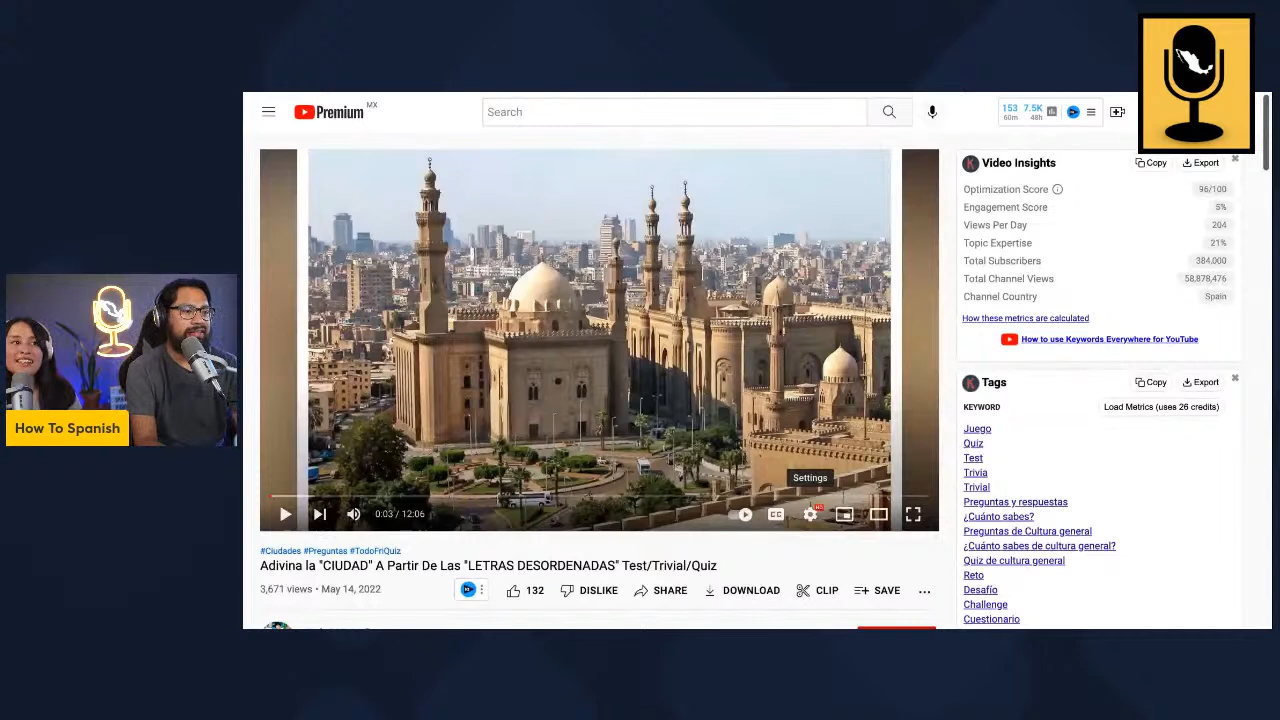 Premium MX
Search
153 7.5K
60m 48h
Video Insights
Copy
Export
Optimization Score 96/100
Engagement Score 5%
Views Per Day 204
Topic Expertise 21%
Total Subscribers 384,000
Total Channel Views 58,878,476
Channel Country Spain
How these metrics are calculated
How to use Keywords Everywhere for YouTube
Tags
Copy
Export
KEYWORD
Load Metrics (uses 26 credits)
Juego
Quiz
Test
Trivia
Trivial
Preguntas y respuestas
¿Cuánto sabes?
Preguntas de Cultura general
¿Cuánto sabes de cultura general?
Quiz de cultura general
Reto
Desafío
Challenge
Cuestionario
Settings
0:03 / 12:06
CC
HD
#Ciudades #Preguntas #TodoFriQuiz
Adivina la "CIUDAD" A Partir De Las "LETRAS DESORDENADAS" Test/Trivial/Quiz
3,671 views • May 14, 2022
132
DISLIKE
SHARE
DOWNLOAD
CLIP
SAVE
How To Spanish